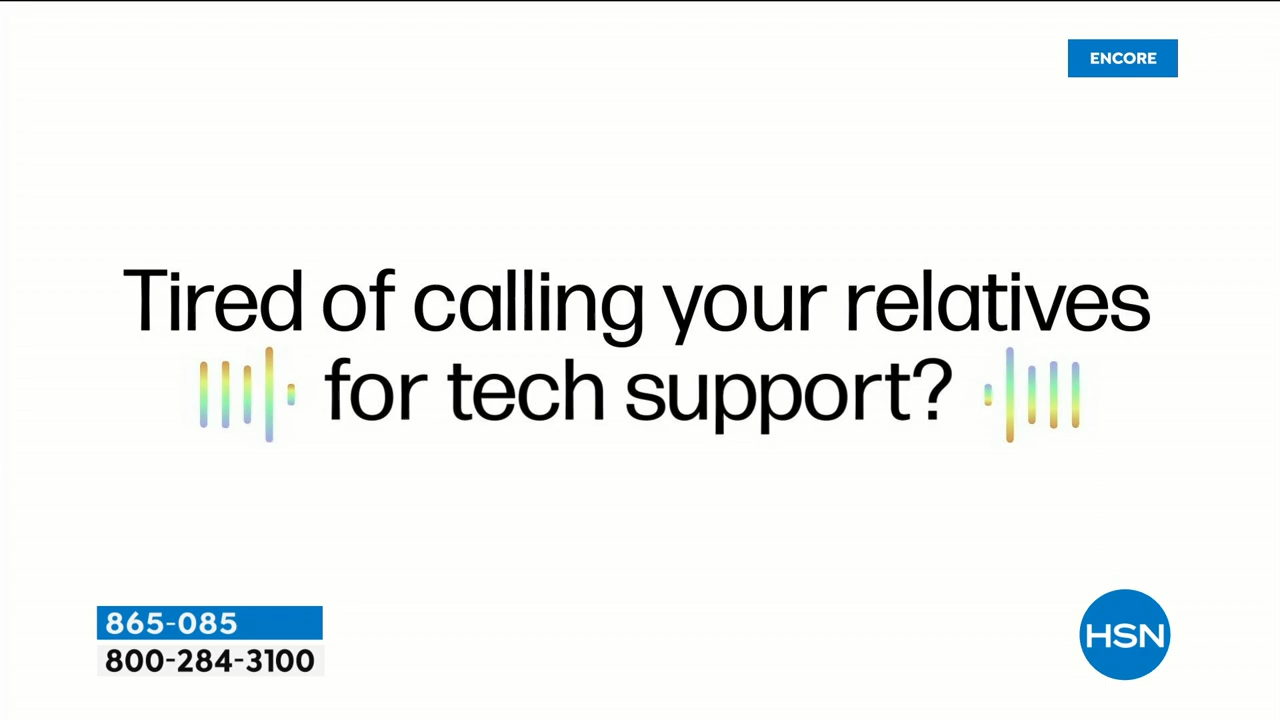 ENCORE
Tired of calling your relatives
for tech support?
865-085
800-284-3100
HSN